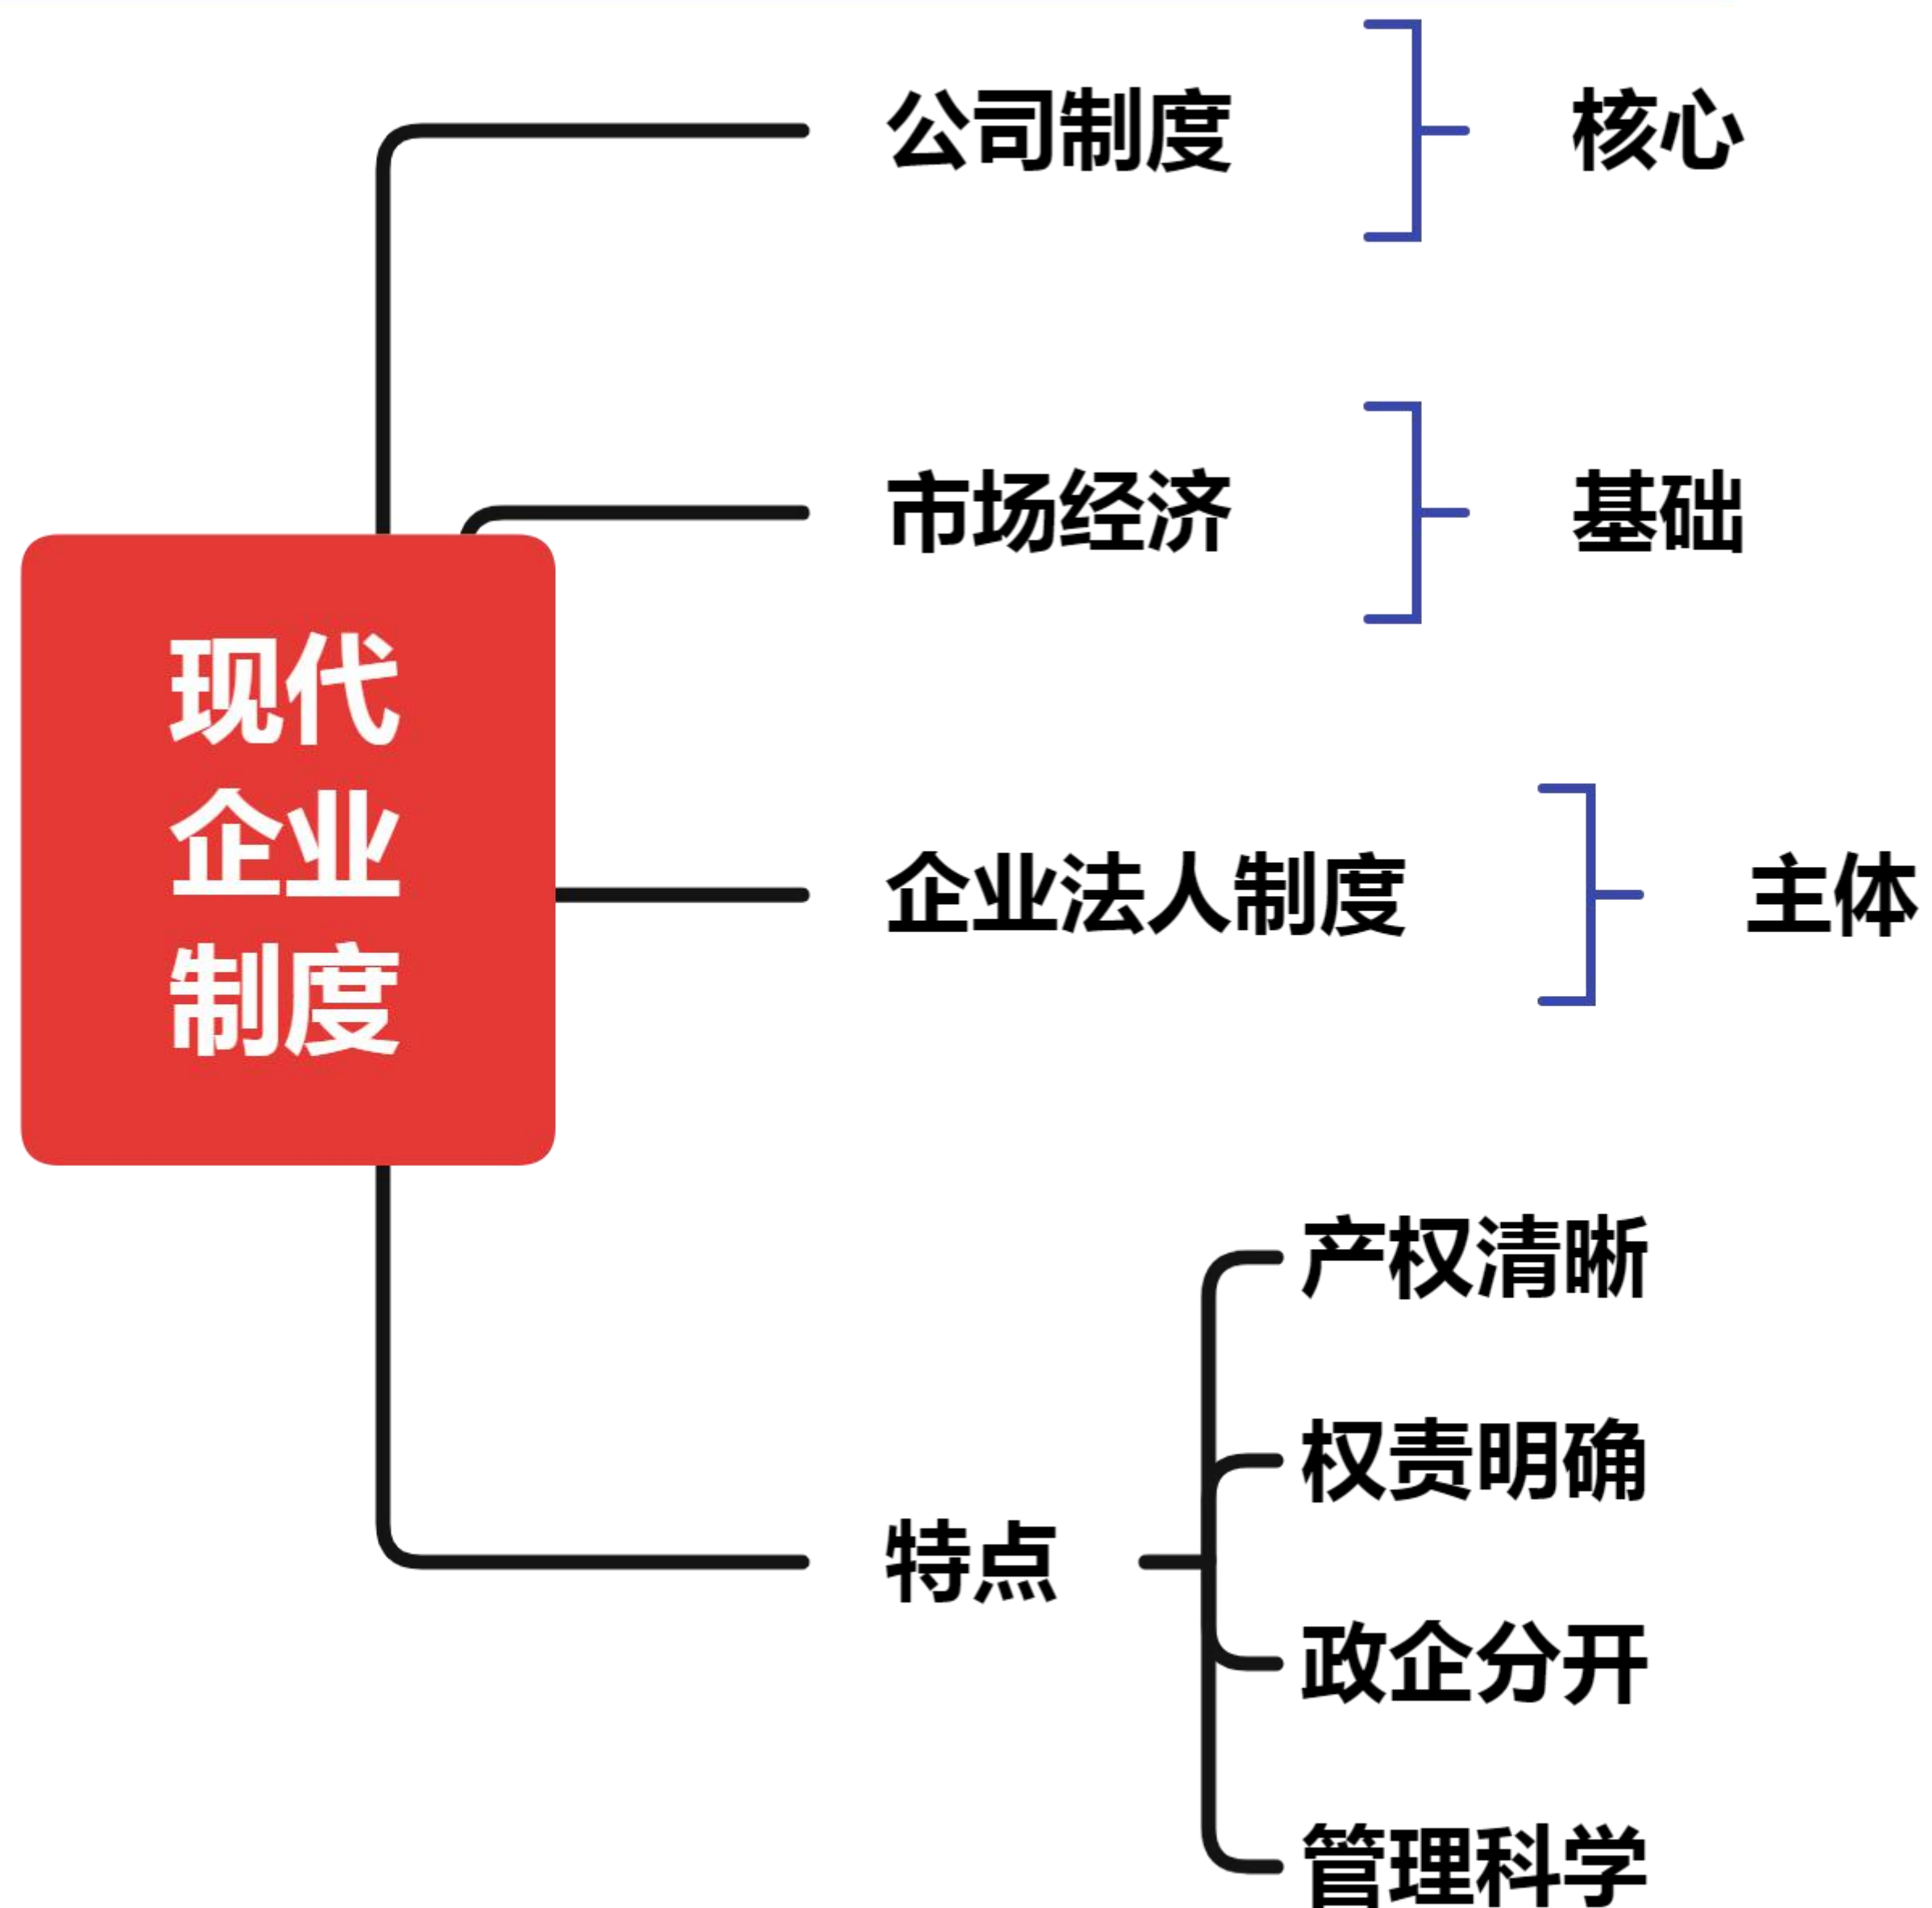 公司制度
核心
市场经济
基础
现代
企业
制度
企业法人制度
主体
特点
产权清晰
权责明确
政企分开
管理科学